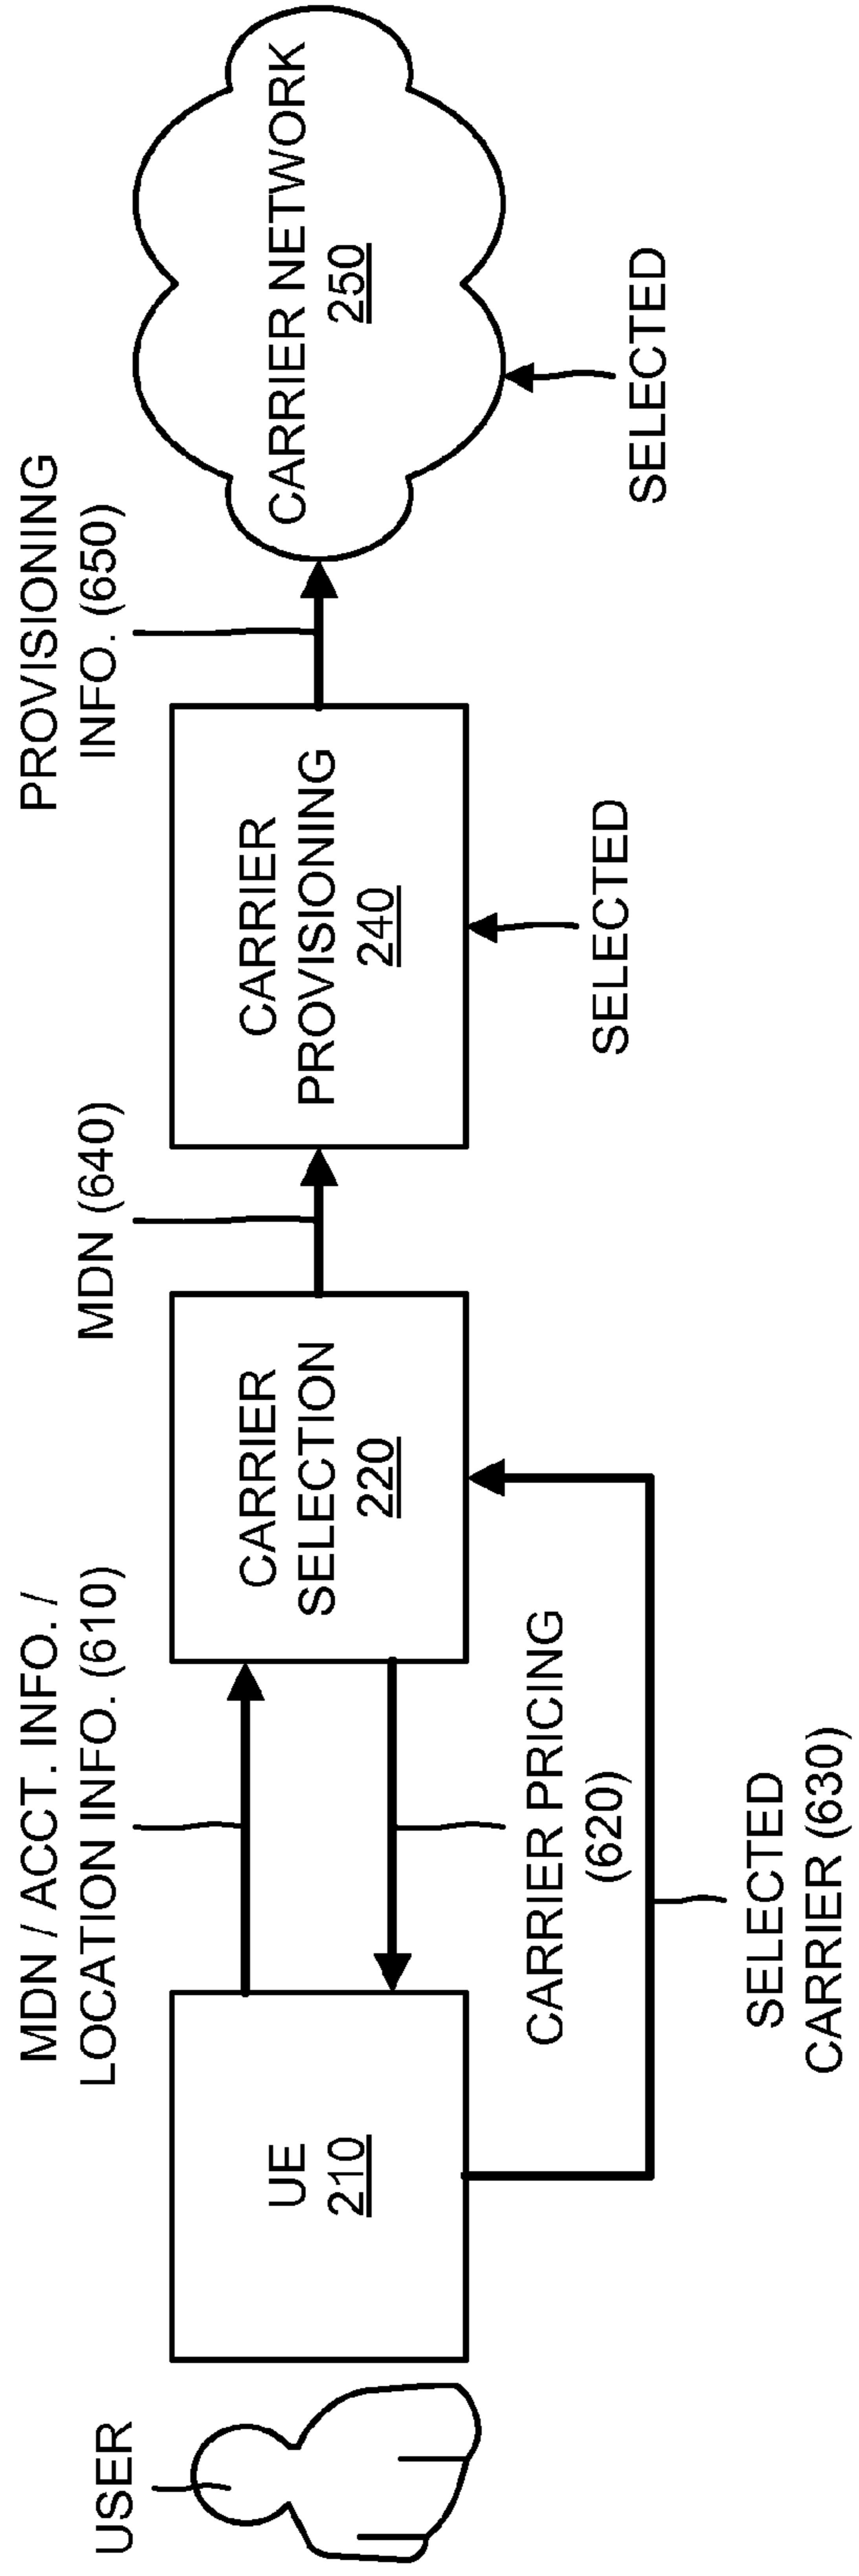 USER
UE
210
MDN / ACCT. INFO. /
LOCATION INFO. (610)
CARRIER PRICING
(620)
SELECTED
CARRIER (630)
CARRIER
SELECTION
220
MDN (640)
CARRIER
PROVISIONING
240
SELECTED
PROVISIONING
INFO. (650)
CARRIER NETWORK
250
SELECTED